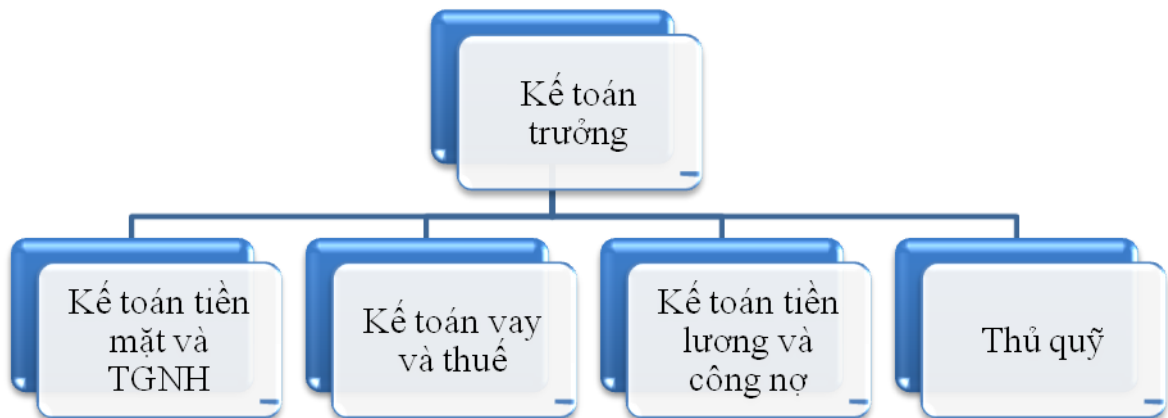 Kế toán
trưởng
Kế toán tiền
mặt và
TGNH
Kế toán vay
và thuế
Kế toán tiền
lương và
công nợ
Thủ quỹ